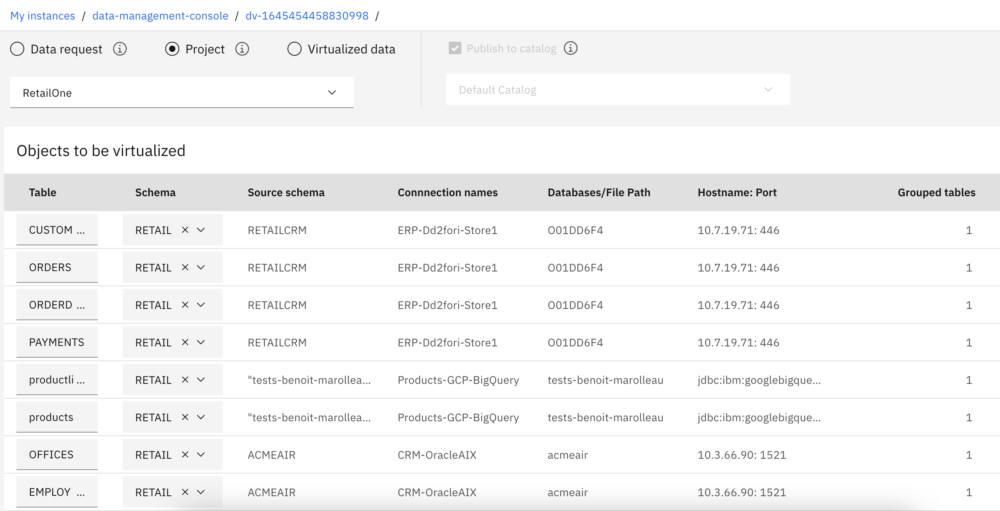 My instances / data-management-console / dv-1645454458830998 /
Data request Project Virtualized data Publish to catalog
RetailOne Default Catalog
Objects to be virtualized
Table Schema Source schema Connnection names Databases/File Path Hostname: Port Grouped tables
CUSTOM ... RETAIL RETAILCRM ERP-Dd2fori-Store1 O01DD6F4 10.7.19.71: 446 1
ORDERS RETAIL RETAILCRM ERP-Dd2fori-Store1 O01DD6F4 10.7.19.71: 446 1
ORDERD ... RETAIL RETAILCRM ERP-Dd2fori-Store1 O01DD6F4 10.7.19.71: 446 1
PAYMENTS RETAIL RETAILCRM ERP-Dd2fori-Store1 O01DD6F4 10.7.19.71: 446 1
productli ... RETAIL "tests-benoit-marollea... Products-GCP-BigQuery tests-benoit-marolleau jdbc:ibm:googlebigque... 1
products RETAIL "tests-benoit-marollea... Products-GCP-BigQuery tests-benoit-marolleau jdbc:ibm:googlebigque... 1
OFFICES RETAIL ACMEAIR CRM-OracleAIX acmeair 10.3.66.90: 1521 1
EMPLOY ... RETAIL ACMEAIR CRM-OracleAIX acmeair 10.3.66.90: 1521 1